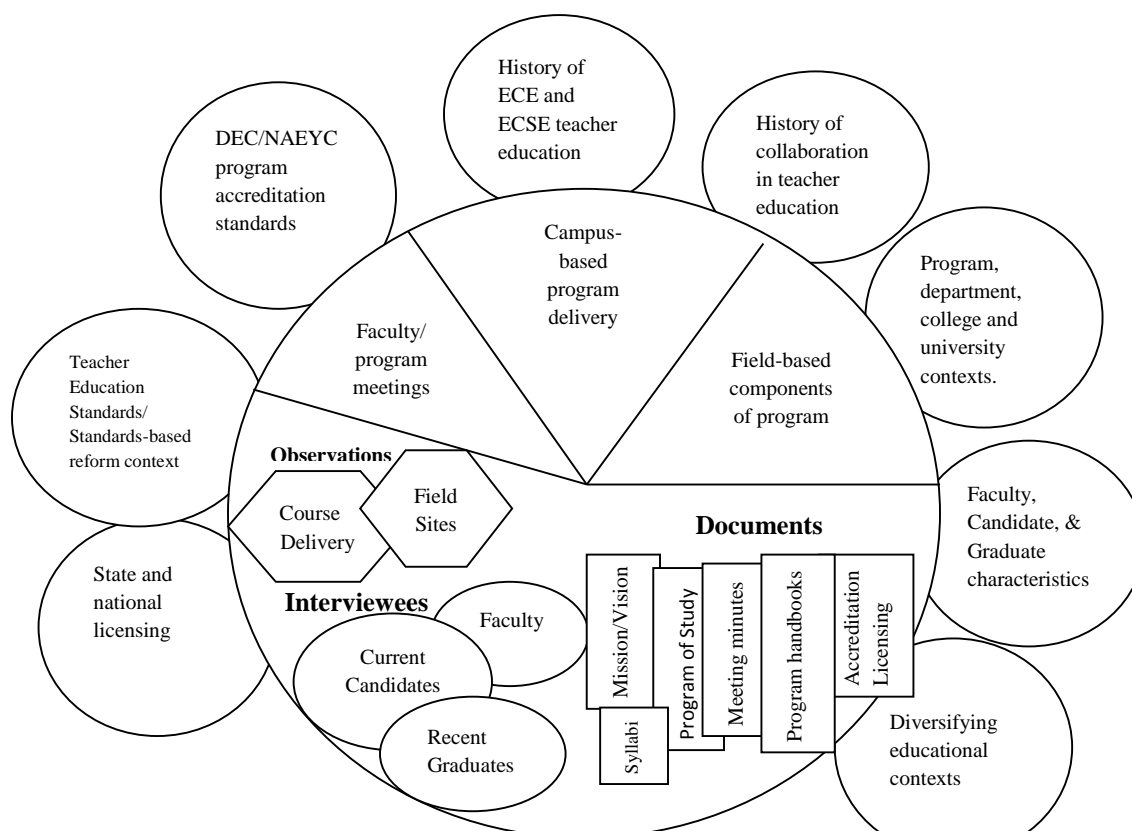 History of
ECE and
ECSE teacher
education
DEC/NAEYC
program
accreditation
standards
History of
collaboration
in teacher
education
Campus-
based
program
delivery
Program,
department,
college and
university
contexts.
Faculty/
program
meetings
Field-based
components
of program
Teacher
Education
Standards/
Standards-based
reform context
Observations
Field
Sites
Course
Delivery
Documents
Faculty,
Candidate, &
Graduate
characteristics
State and
national
licensing
Interviewees
Faculty
Current
Candidates
Recent
Graduates
Mission/Vision
Program of Study
Meeting minutes
Program handbooks
Accreditation
Licensing
Syllabi
Diversifying
educational
contexts